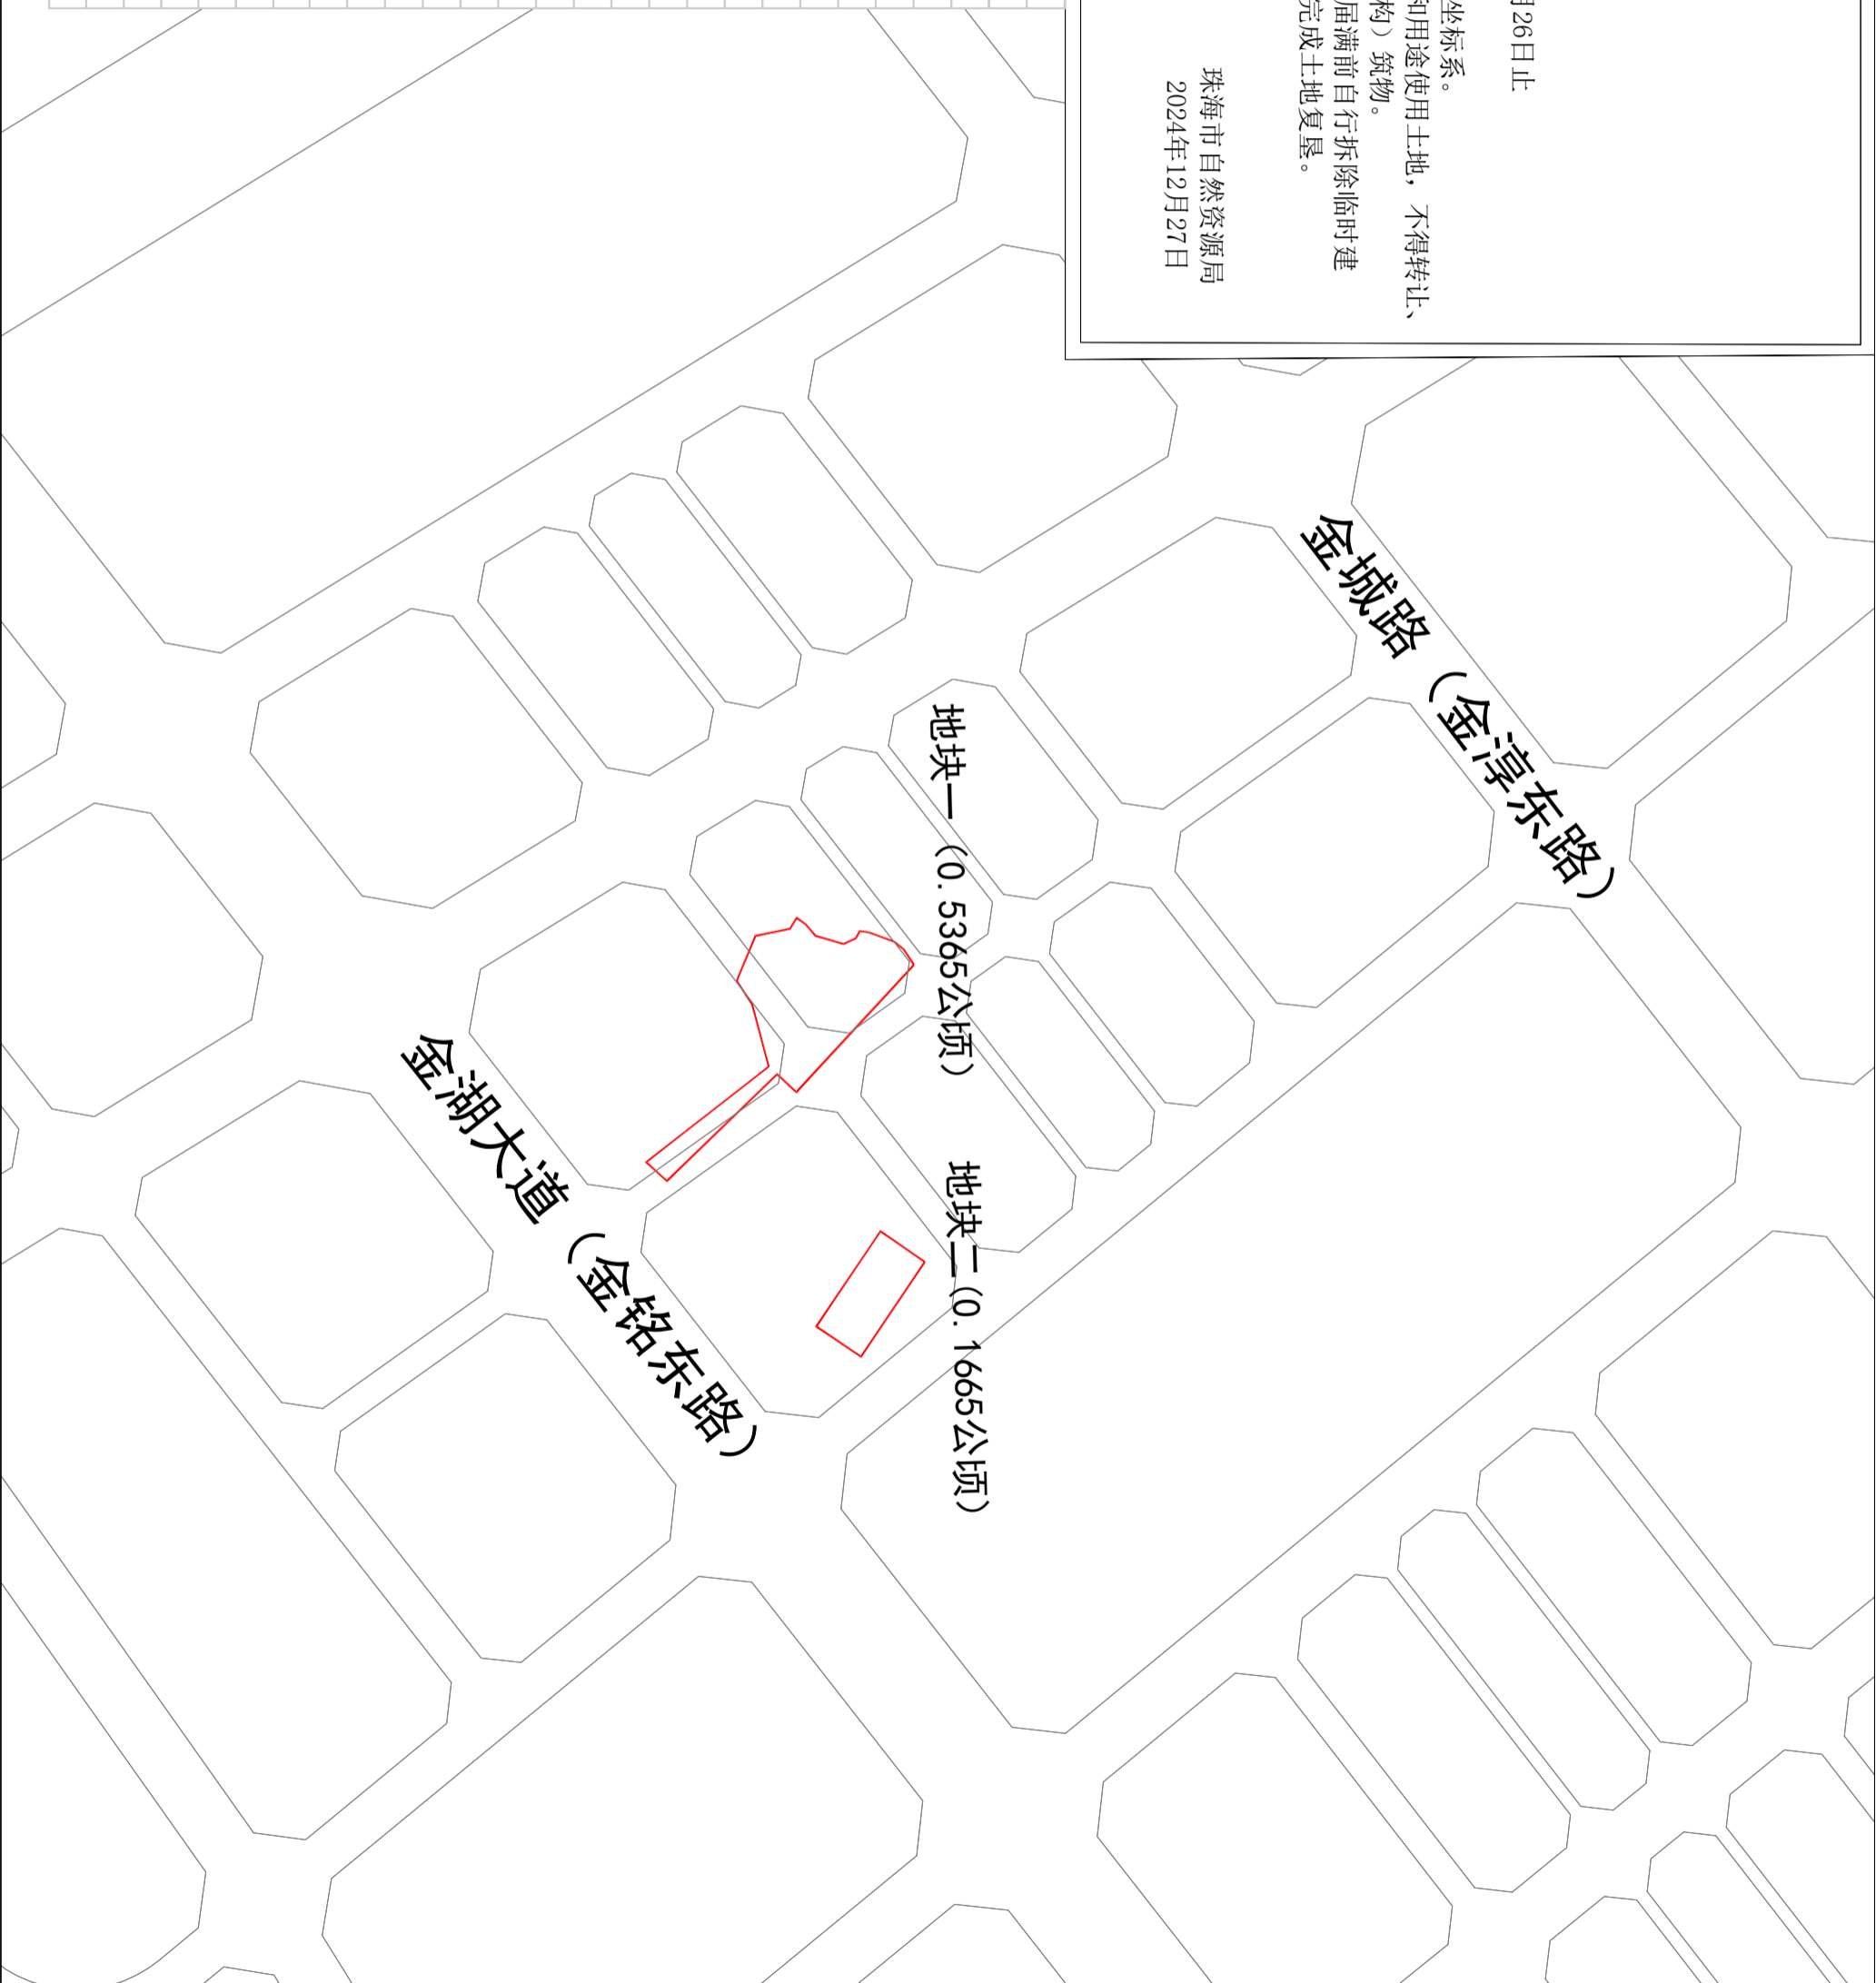 月26日止
坐标系。
和用途使用土地，不得转让、
构）筑物。
届满前自行拆除临时建
完成土地复垦。
珠海市自然资源局
2024年12月27日
金城路（金淳东路）
地块一（0.5365公顷）
地块二(0.1665公顷)
金湖大道（金铭东路）